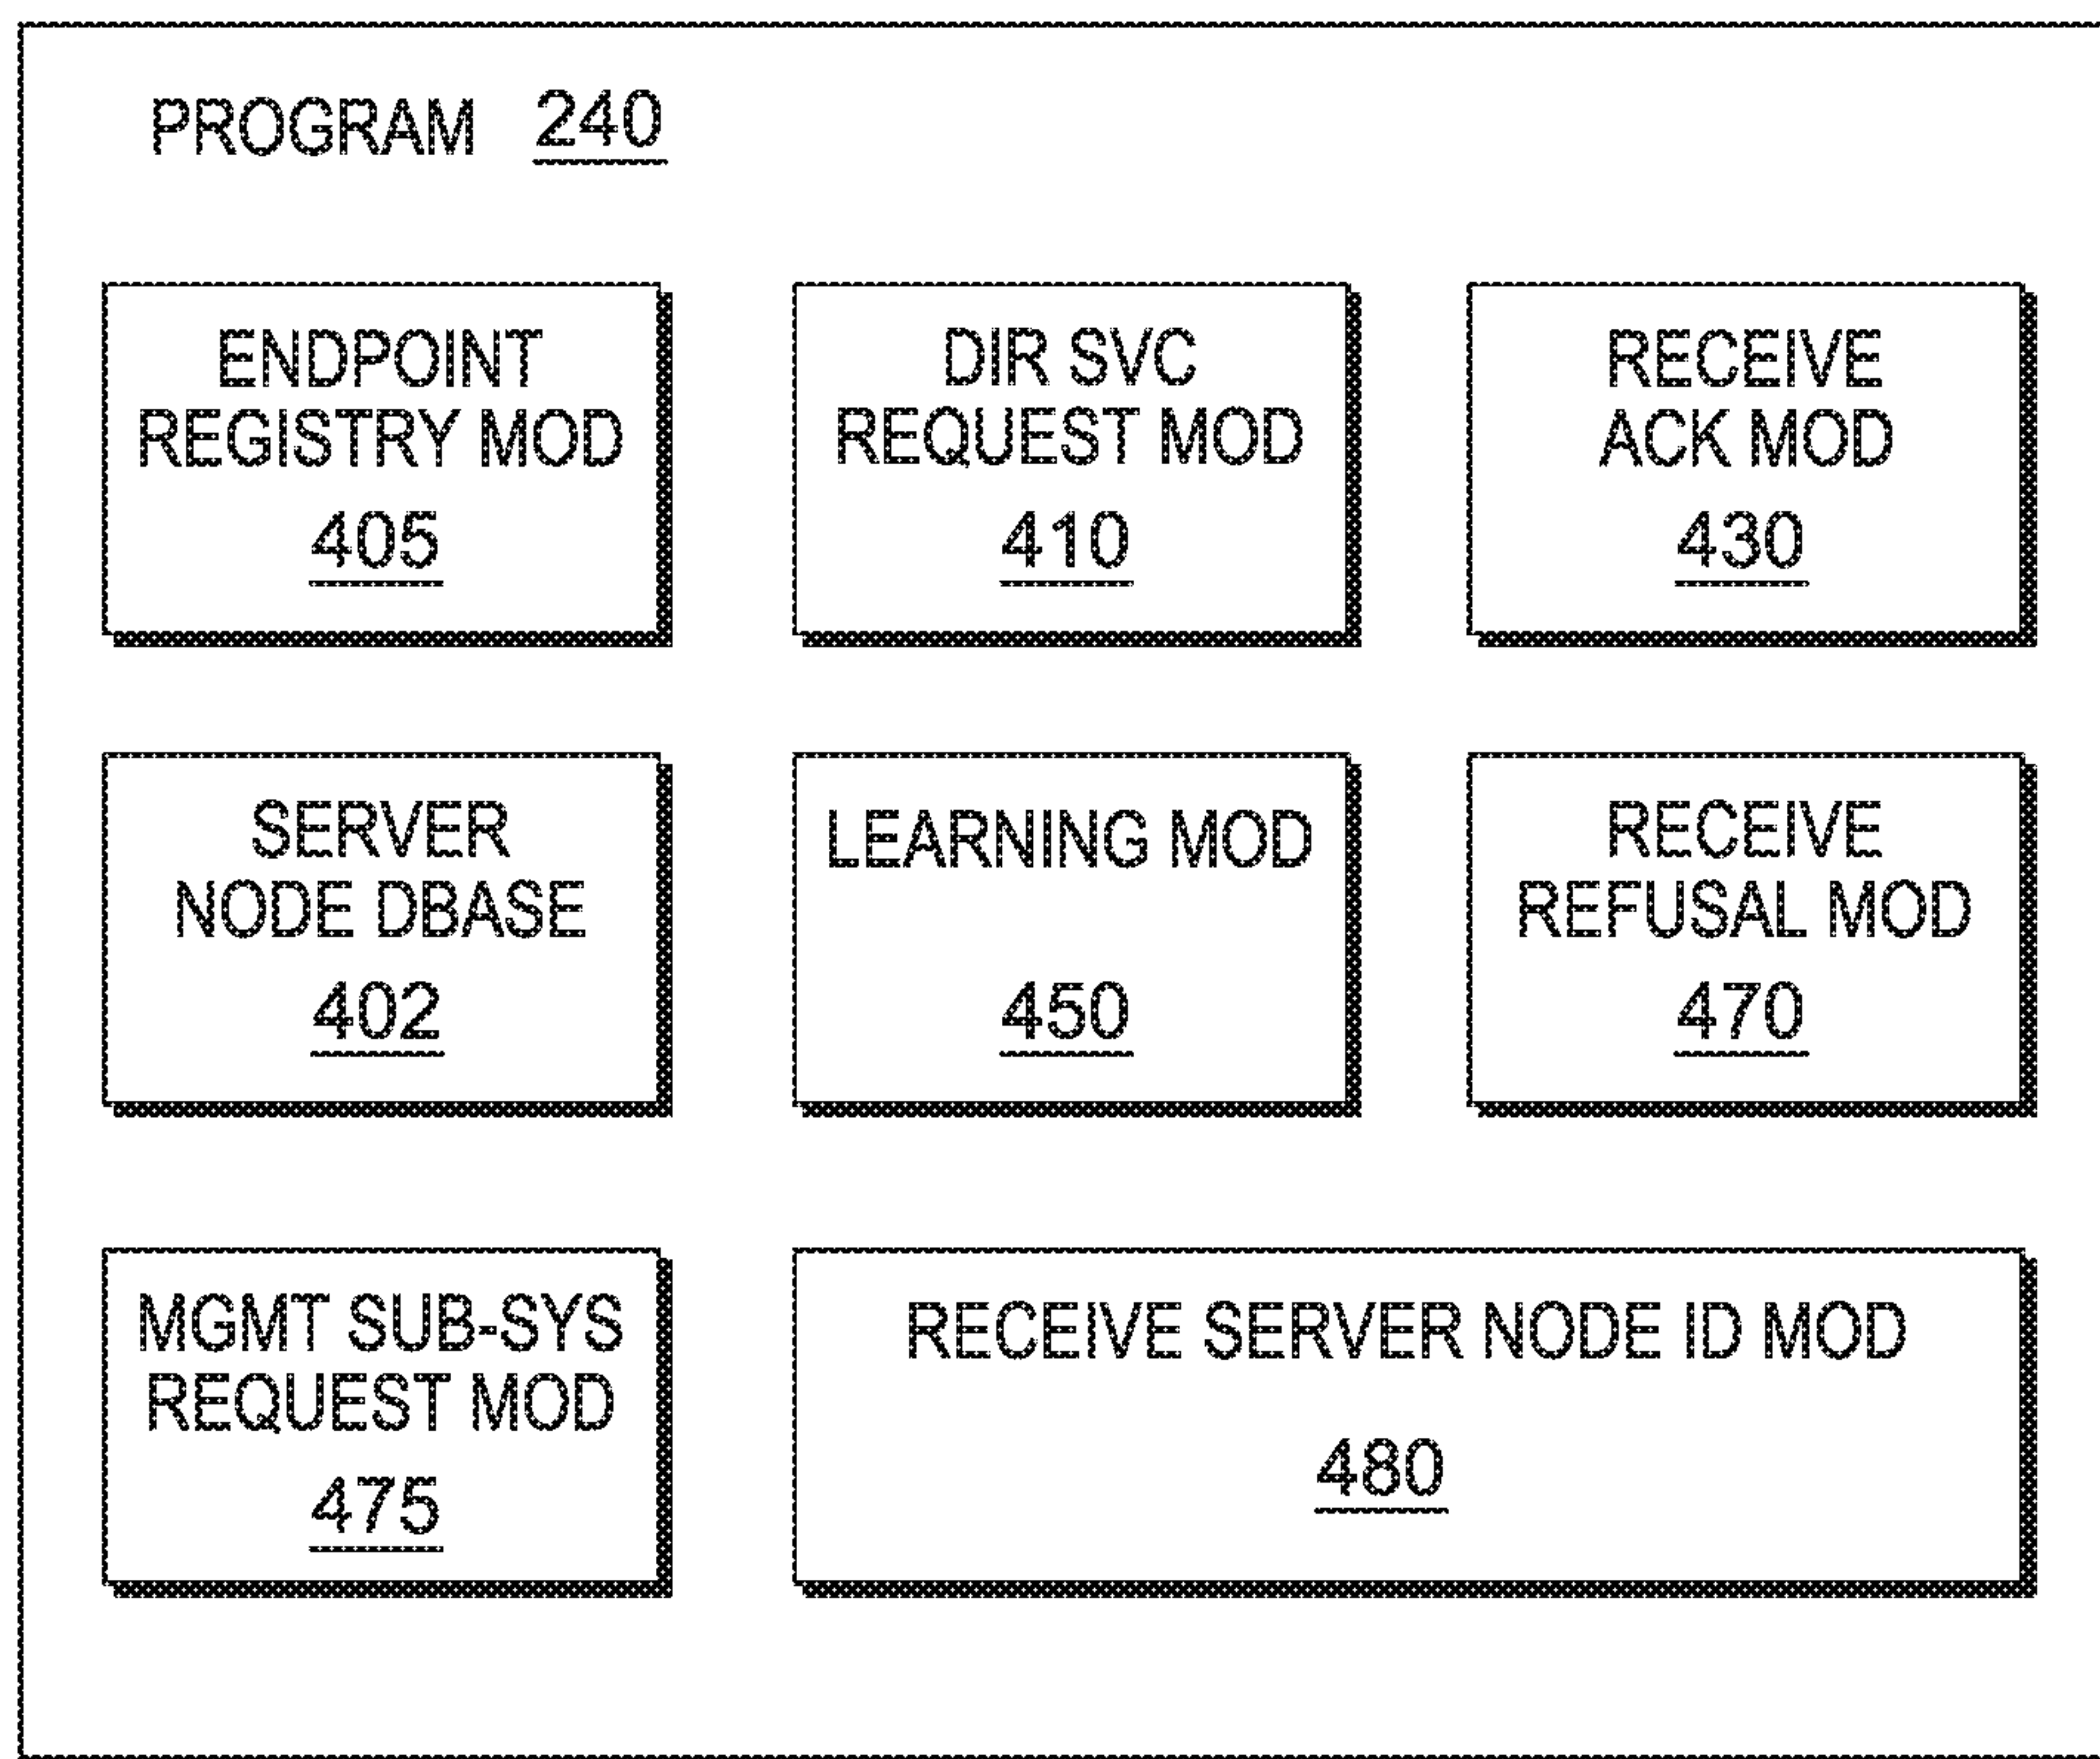 PROGRAM 240
ENDPOINT
REGISTRY MOD
405
DIR SVC
REQUEST MOD
410
RECEIVE
ACK MOD
430
SERVER
NODE DBASE
402
LEARNING MOD
450
RECEIVE
REFUSAL MOD
470
MGMT SUB-SYS
REQUEST MOD
475
RECEIVE SERVER NODE ID MOD
480